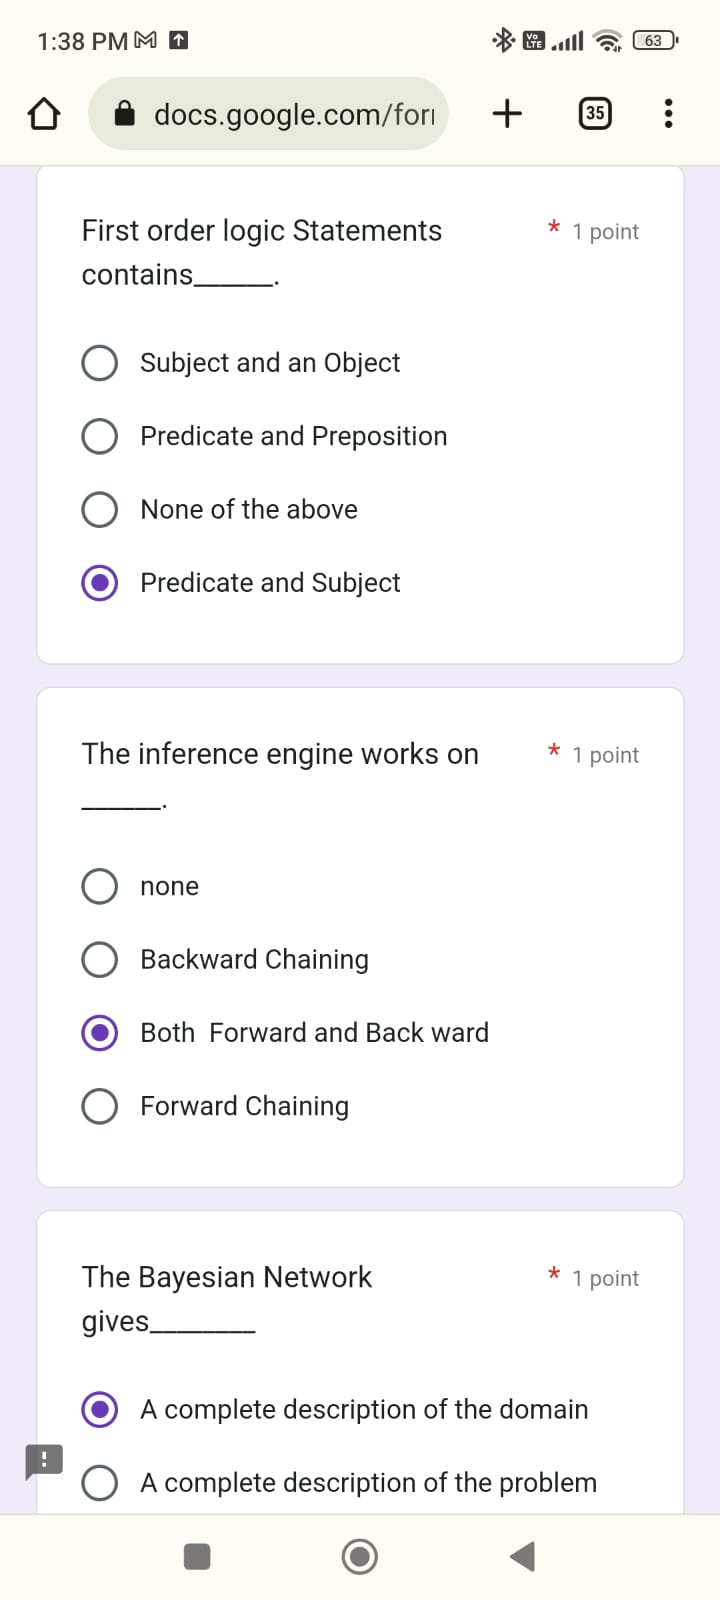 1:38 PM
Vo LTE
63
docs.google.com/for
35
First order logic Statements
* 1 point
contains______.
Subject and an Object
Predicate and Preposition
None of the above
Predicate and Subject
The inference engine works on
* 1 point
______.
none
Backward Chaining
Both  Forward and Back ward
Forward Chaining
The Bayesian Network
* 1 point
gives________
A complete description of the domain
A complete description of the problem